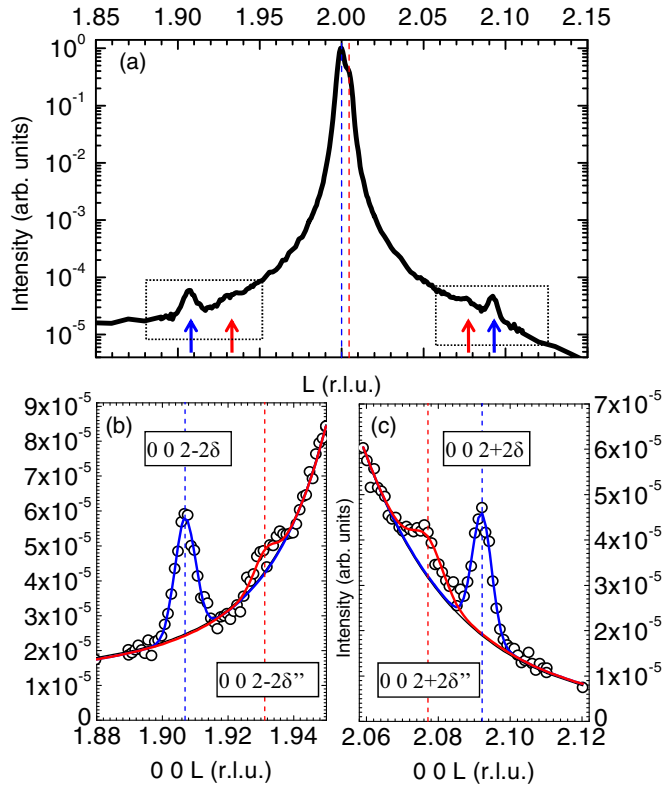 1.85 1.90 1.95 2.00 2.05 2.10 2.15
(a)
10⁰
10⁻¹
10⁻²
10⁻³
10⁻⁴
10⁻⁵
Intensity (arb. units)
L (r.l.u.)
(b)
0 0 2-2δ
0 0 2-2δ''
9x10⁻⁵
8x10⁻⁵
7x10⁻⁵
6x10⁻⁵
5x10⁻⁵
4x10⁻⁵
3x10⁻⁵
2x10⁻⁵
1x10⁻⁵
0
1.88 1.90 1.92 1.94
0 0 L (r.l.u.)
(c)
0 0 2+2δ
0 0 2+2δ''
Intensity (arb. units)
7x10⁻⁵
6x10⁻⁵
5x10⁻⁵
4x10⁻⁵
3x10⁻⁵
2x10⁻⁵
1x10⁻⁵
0
2.06 2.08 2.10 2.12
0 0 L (r.l.u.)